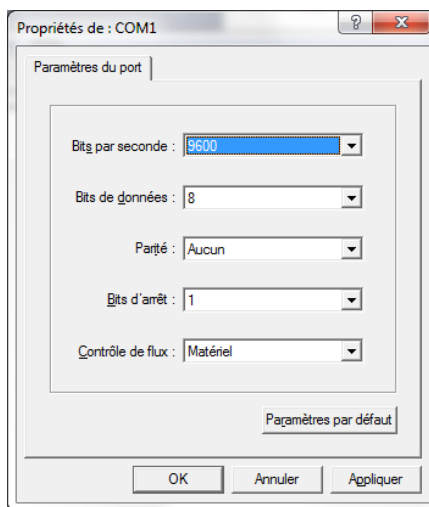 Propriétés de : COM1
Paramètres du port
Bits par seconde : 9600
Bits de données : 8
Parité : Aucun
Bits d'arrêt : 1
Contrôle de flux : Matériel
Paramètres par défaut
OK Annuler Appliquer